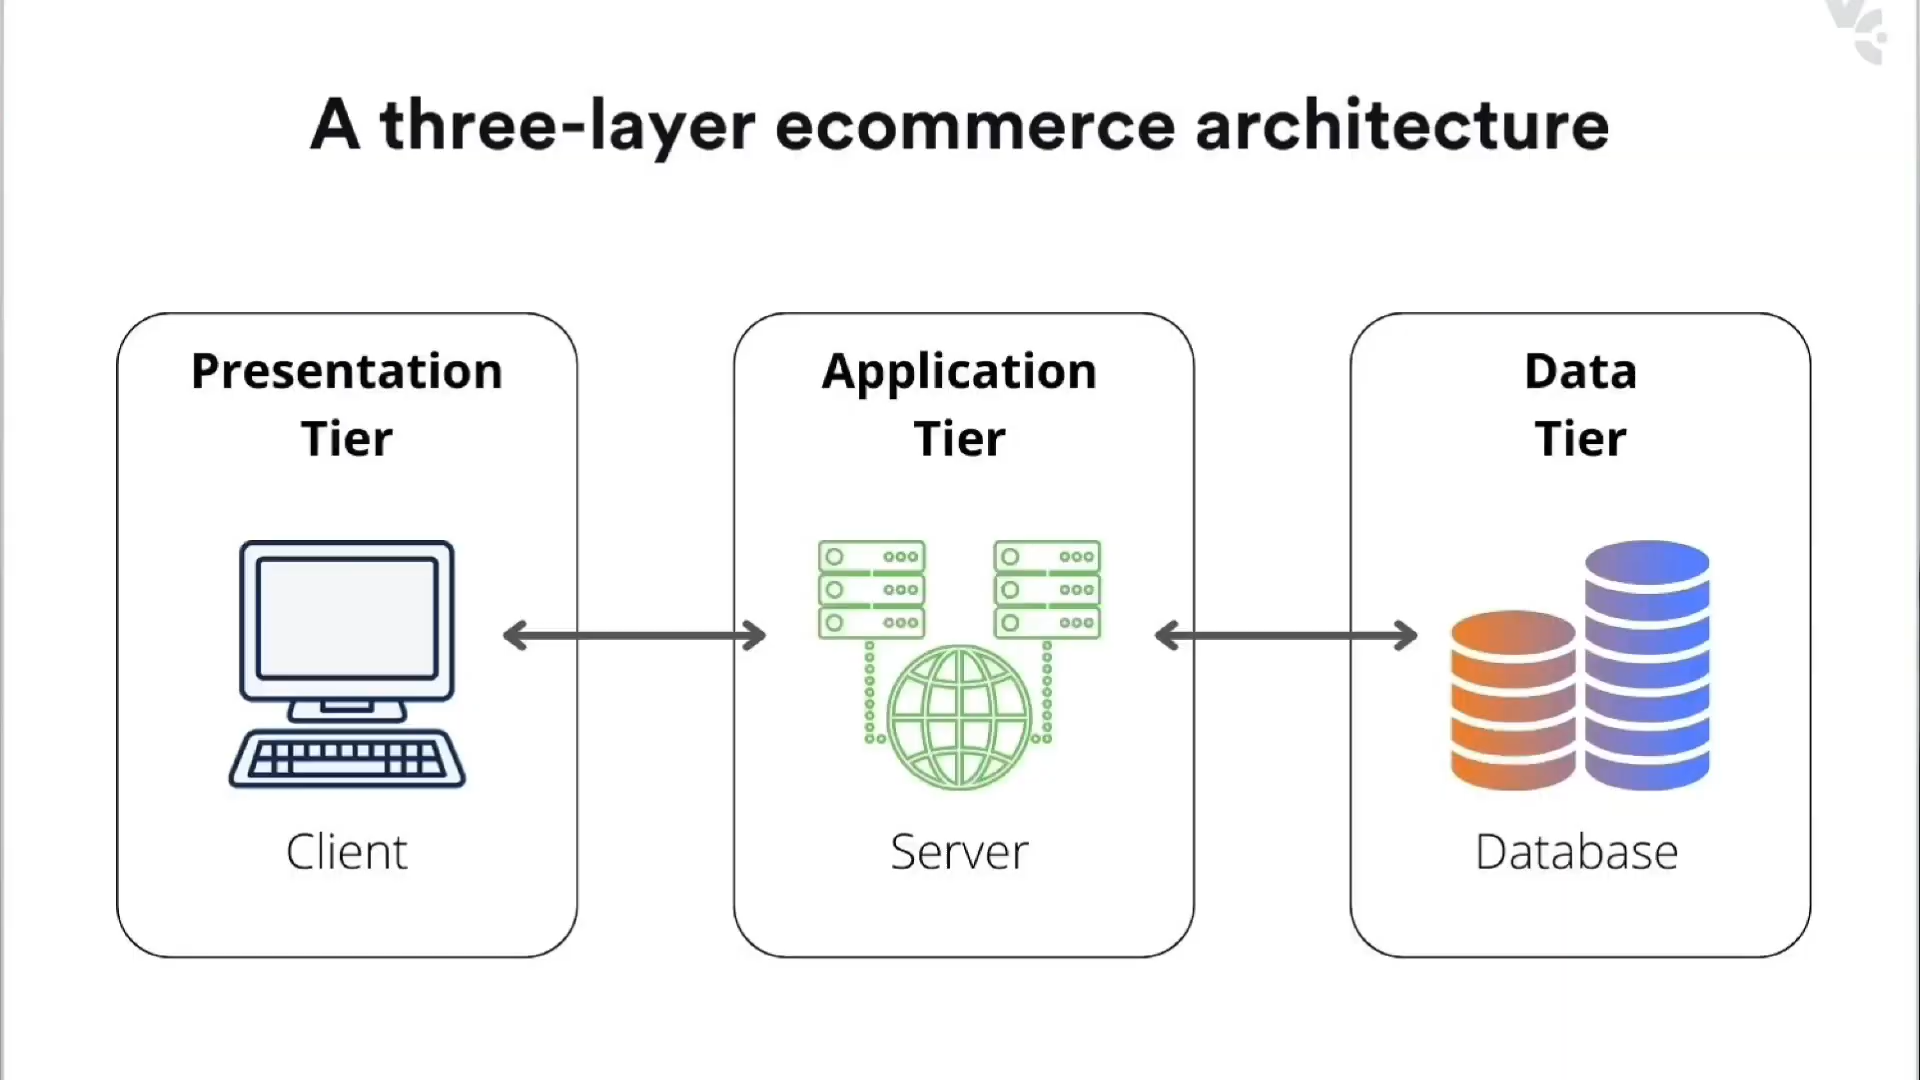 A three-layer ecommerce architecture
Presentation
Tier
Client
Application
Tier
Server
Data
Tier
Database